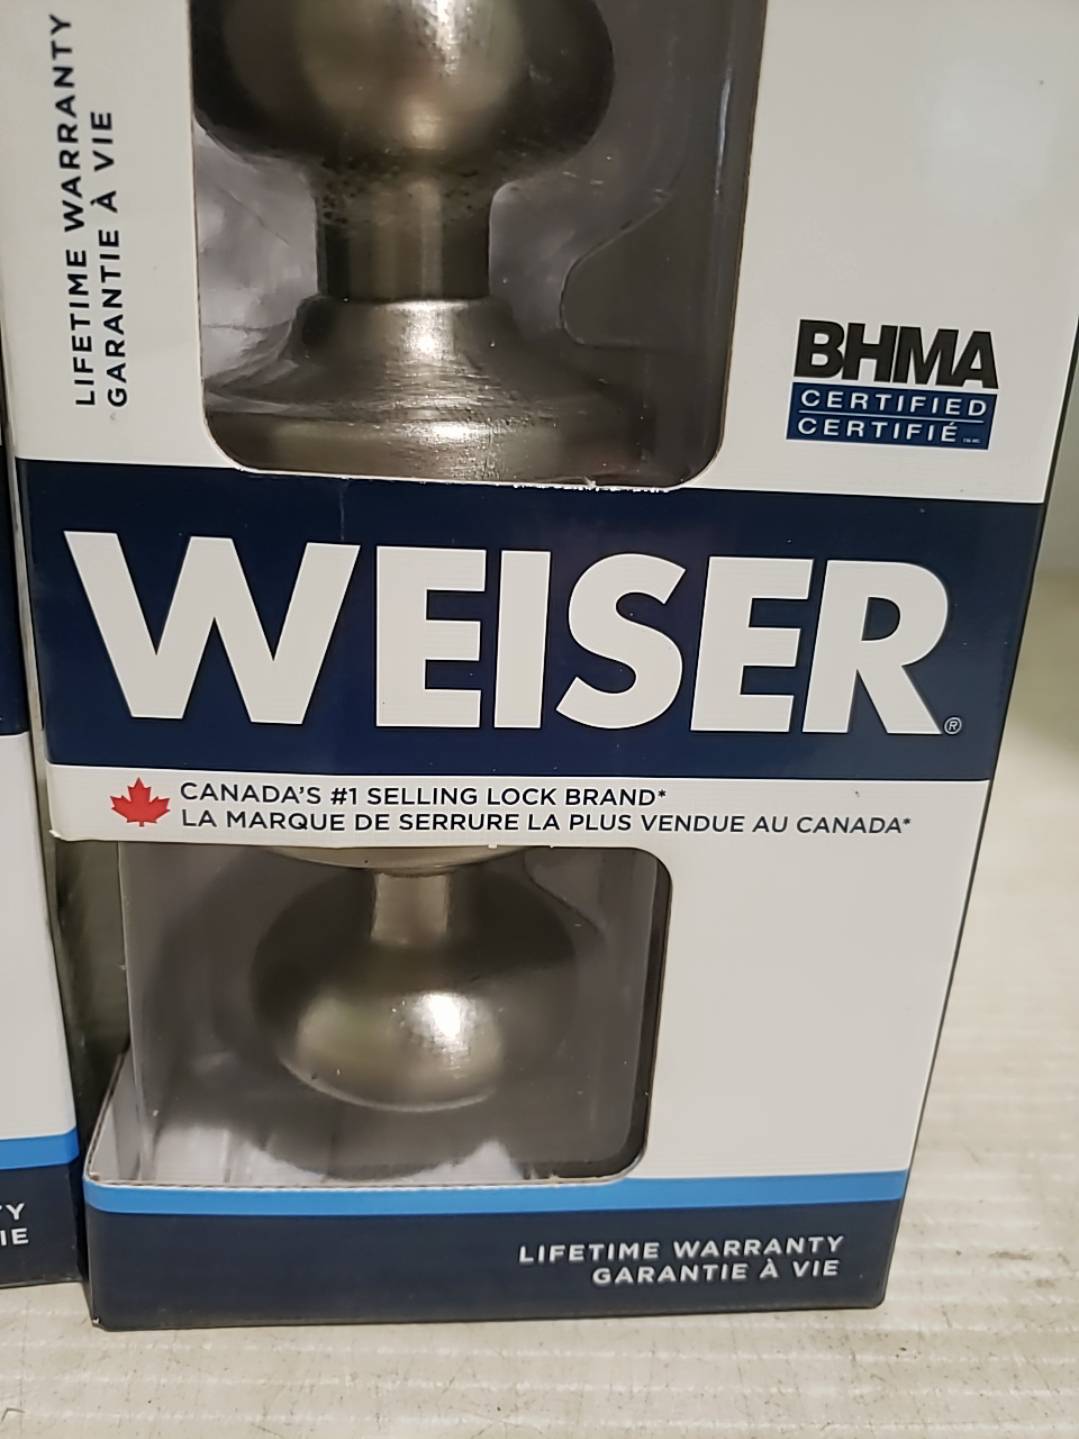 LIFETIME WARRANTY
GARANTIE À VIE
BHMA
CERTIFIED
CERTIFIÉ
WEISER®
CANADA'S #1 SELLING LOCK BRAND*
LA MARQUE DE SERRURE LA PLUS VENDUE AU CANADA*
LIFETIME WARRANTY
GARANTIE À VIE
Y
IE